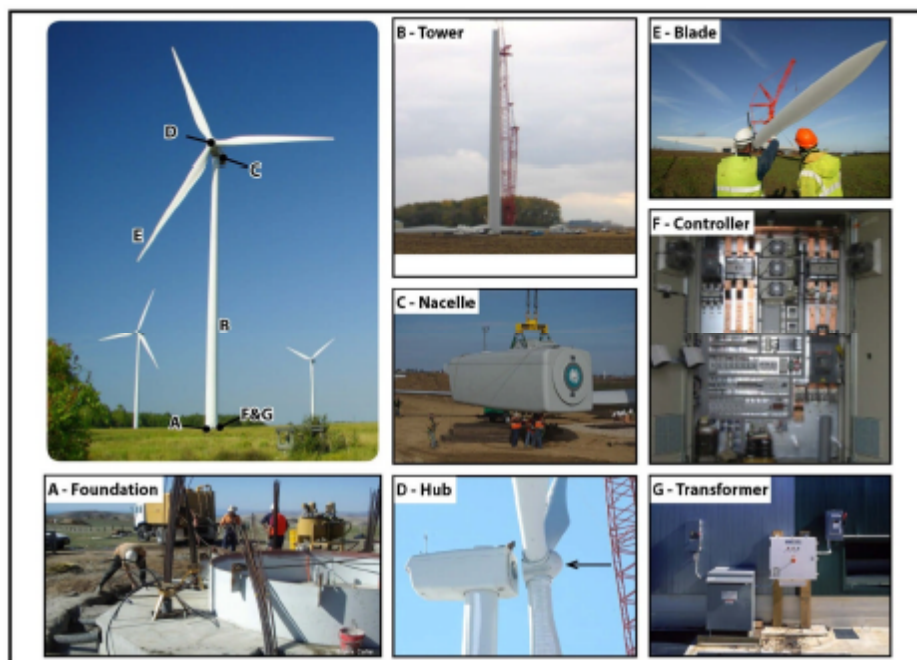 B - Tower
E - Blade
D
C
E
F - Controller
C - Nacelle
R
A
F&G
A - Foundation
D - Hub
G - Transformer